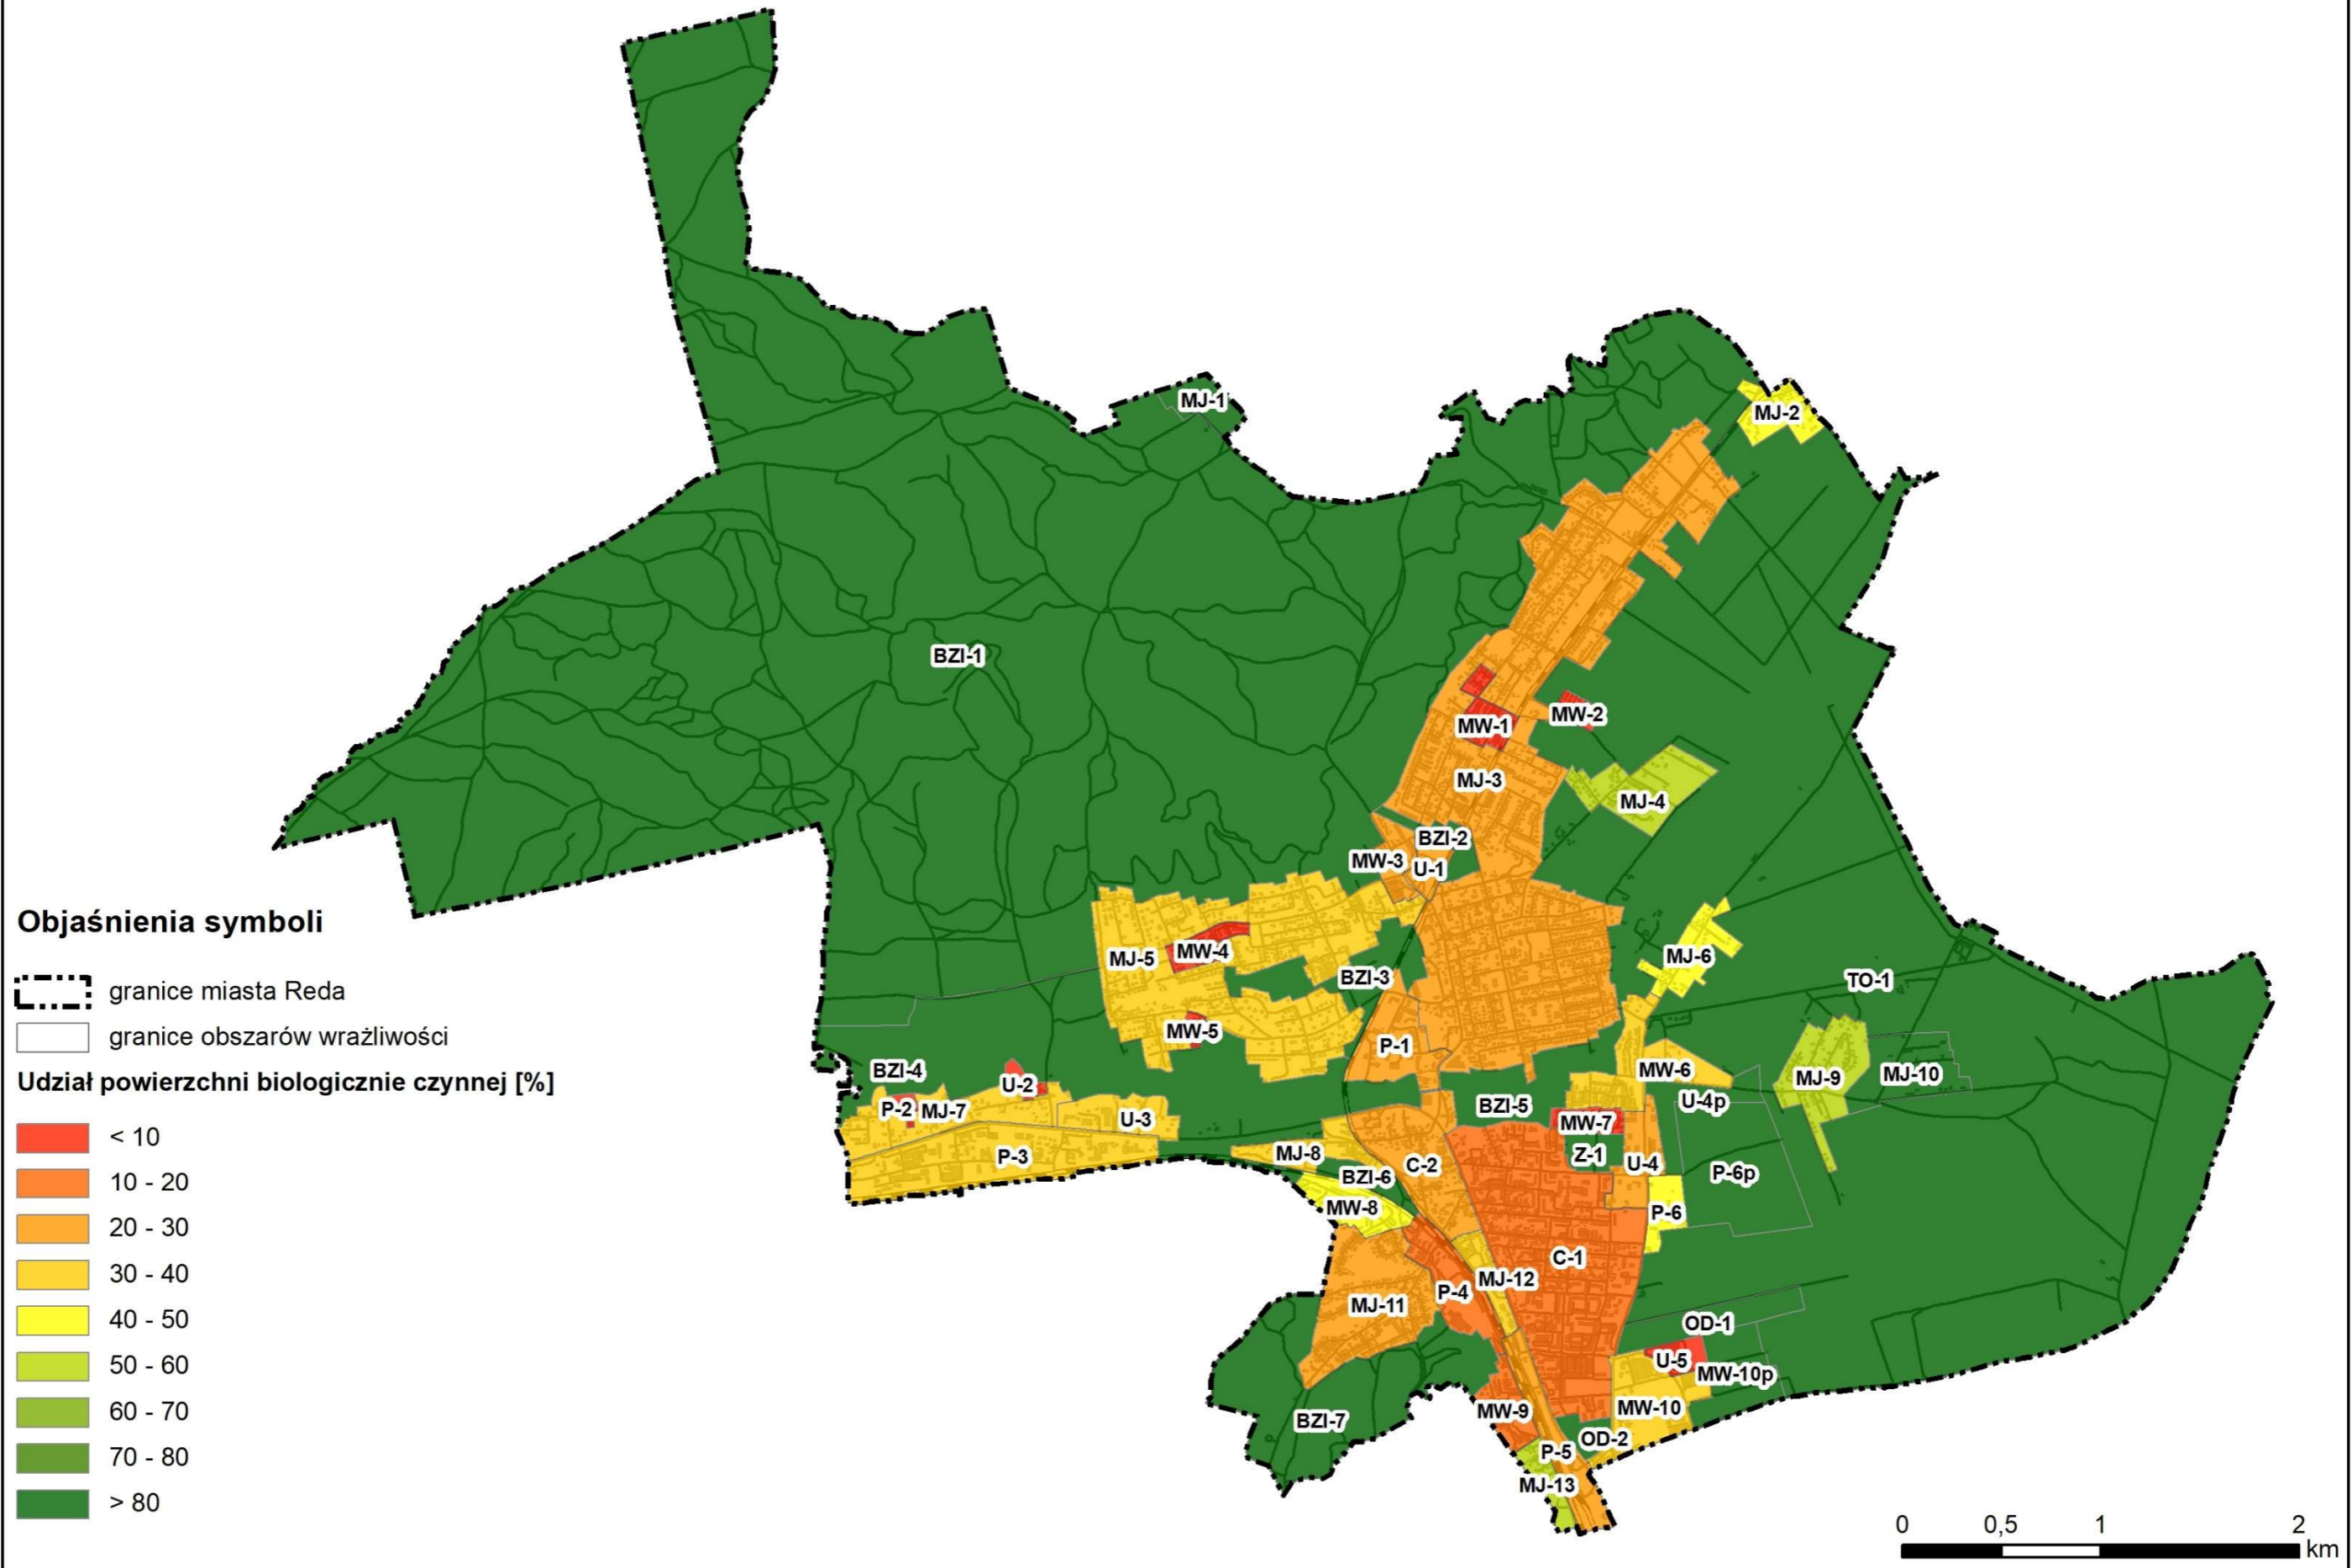 MJ-1
MJ-2
BZI-1
MW-2
MW-1
MJ-3
MJ-4
BZI-2
MW-3
U-1
MJ-5
MW-4
BZI-3
MJ-6
TO-1
MW-5
P-1
BZI-4
U-2
MW-6
MJ-9
MJ-10
P-2
MJ-7
U-3
BZI-5
U-4p
MW-7
P-3
MJ-8
Z-1
C-2
U-4
BZI-6
P-6p
MW-8
P-6
C-1
MJ-12
P-4
MJ-11
OD-1
U-5
MW-10p
MW-9
MW-10
BZI-7
OD-2
P-5
MJ-13
Objaśnienia symboli
granice miasta Reda
granice obszarów wrażliwości
Udział powierzchni biologicznie czynnej [%]
< 10
10 - 20
20 - 30
30 - 40
40 - 50
50 - 60
60 - 70
70 - 80
> 80
0 0,5 1 2
km